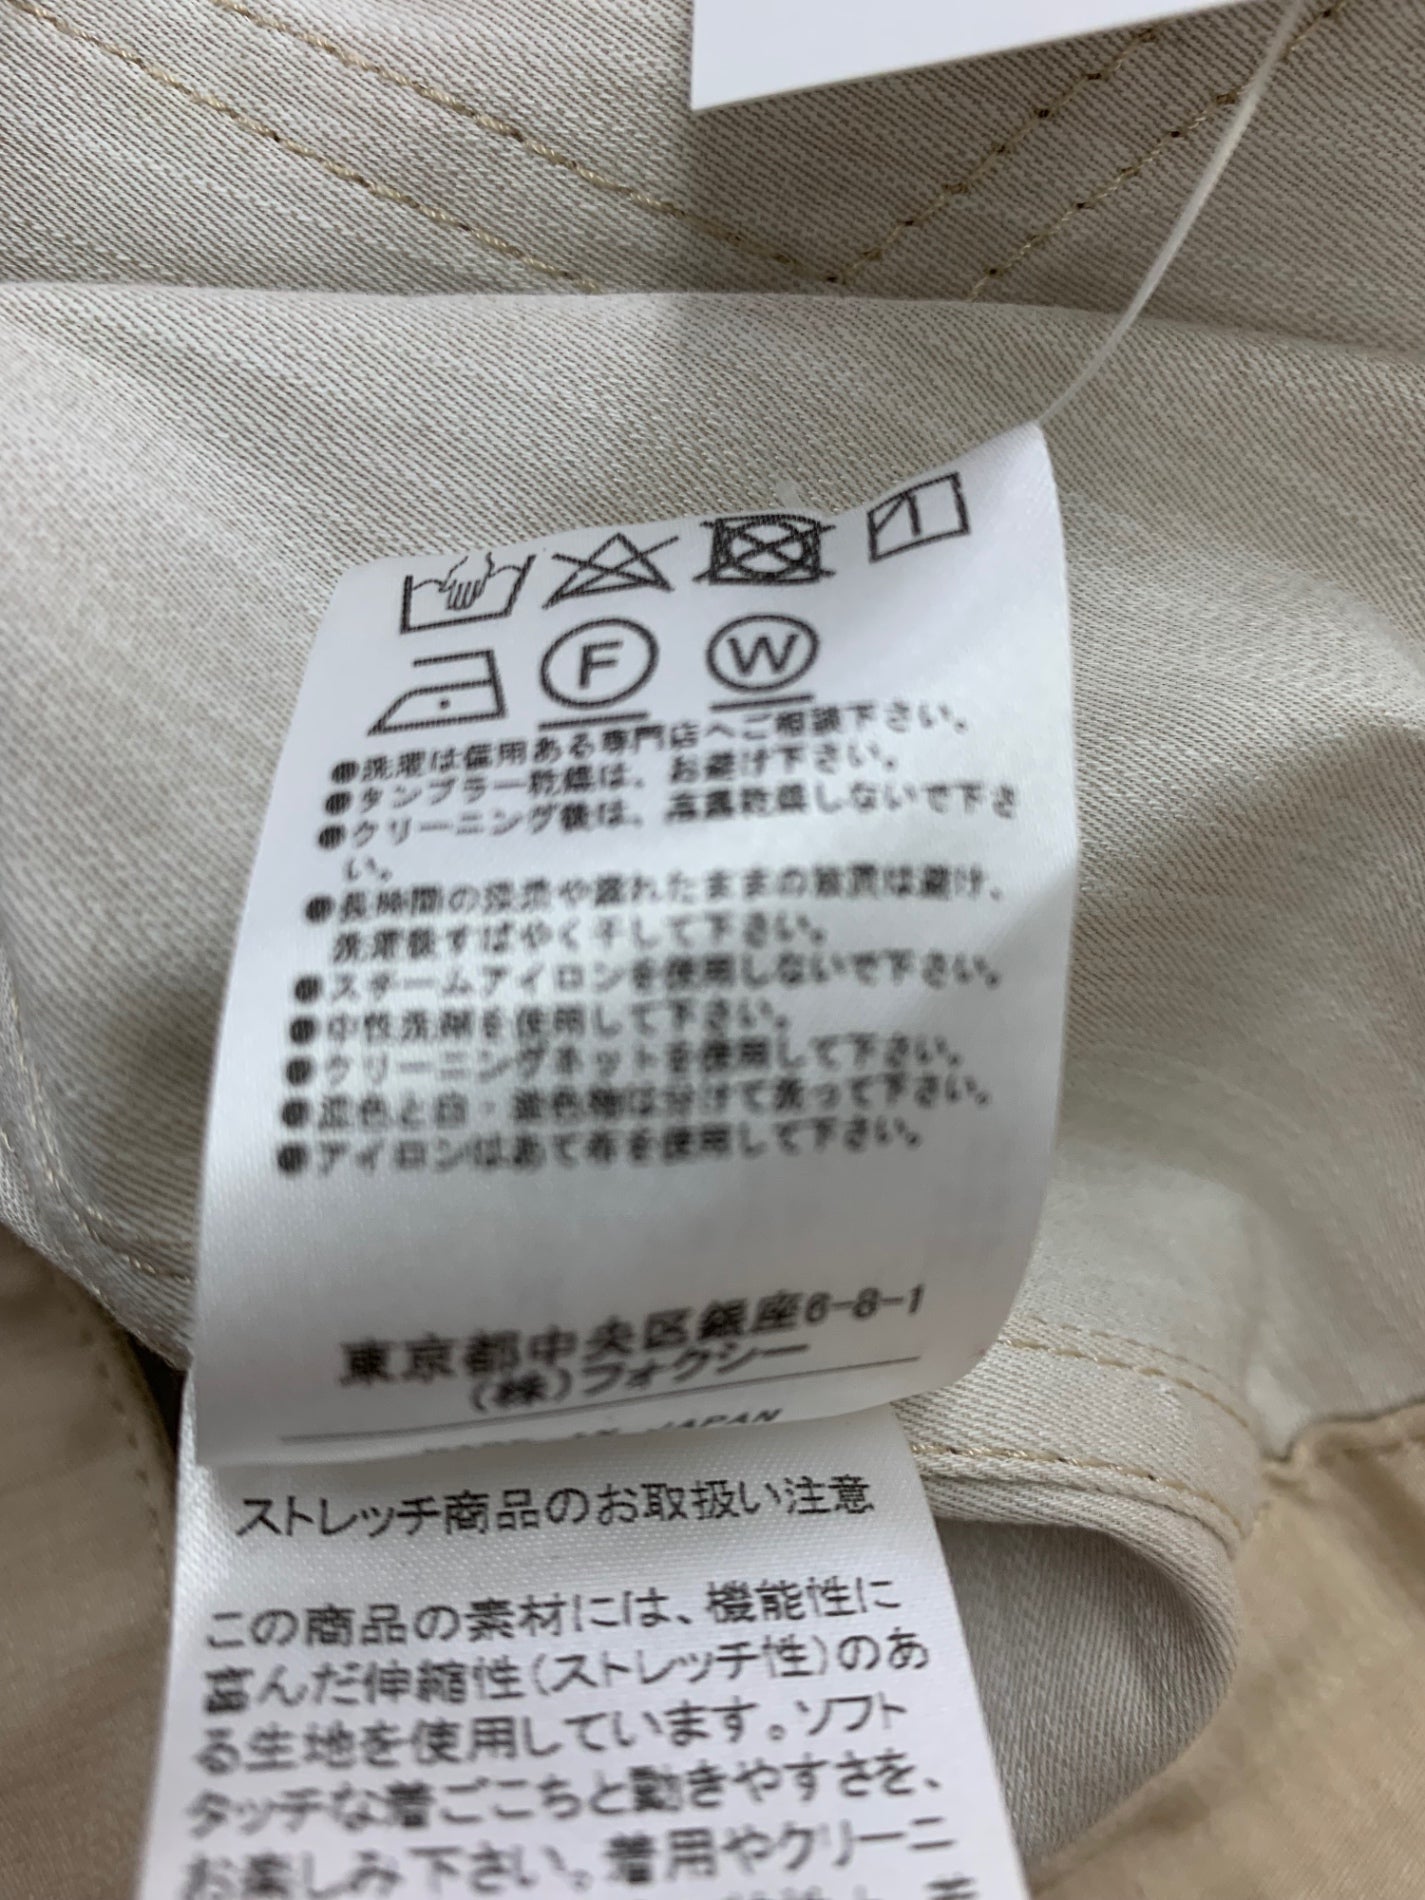 F W
●洗濯は信用ある専門店へご相談下さい。
●タンブラー乾燥は、お避け下さい。
●クリーニング後は、高温乾燥しないで下さ
い。
●長時間の浸漬や濡れたままの放置は避け、
洗濯後すばやく干して下さい。
●スチームアイロンを使用しないで下さい。
●中性洗剤を使用して下さい。
●クリーニングネットを使用して下さい。
●濃色と白・淡色物は分けて洗って下さい。
●アイロンはあて布を使用して下さい。
東京都中央区銀座6-8-1
(株)フォクシー
IN JAPAN
ストレッチ商品のお取扱い注意
この商品の素材には、機能性に
富んだ伸縮性(ストレッチ性)のあ
る生地を使用しています。ソフト
タッチな着ごこちと動きやすさを、
お楽しみ下さい。着用やクリーニ